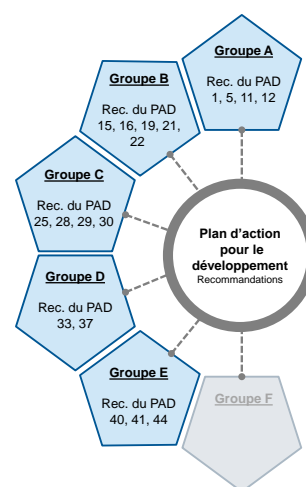 Groupe A
Rec. du PAD
1, 5, 11, 12
Groupe B
Rec. du PAD
15, 16, 19, 21,
22
Groupe C
Rec. du PAD
25, 28, 29, 30
Groupe D
Rec. du PAD
33, 37
Groupe E
Rec. du PAD
40, 41, 44
Groupe F
Plan d’action
pour le
développement
Recommandations